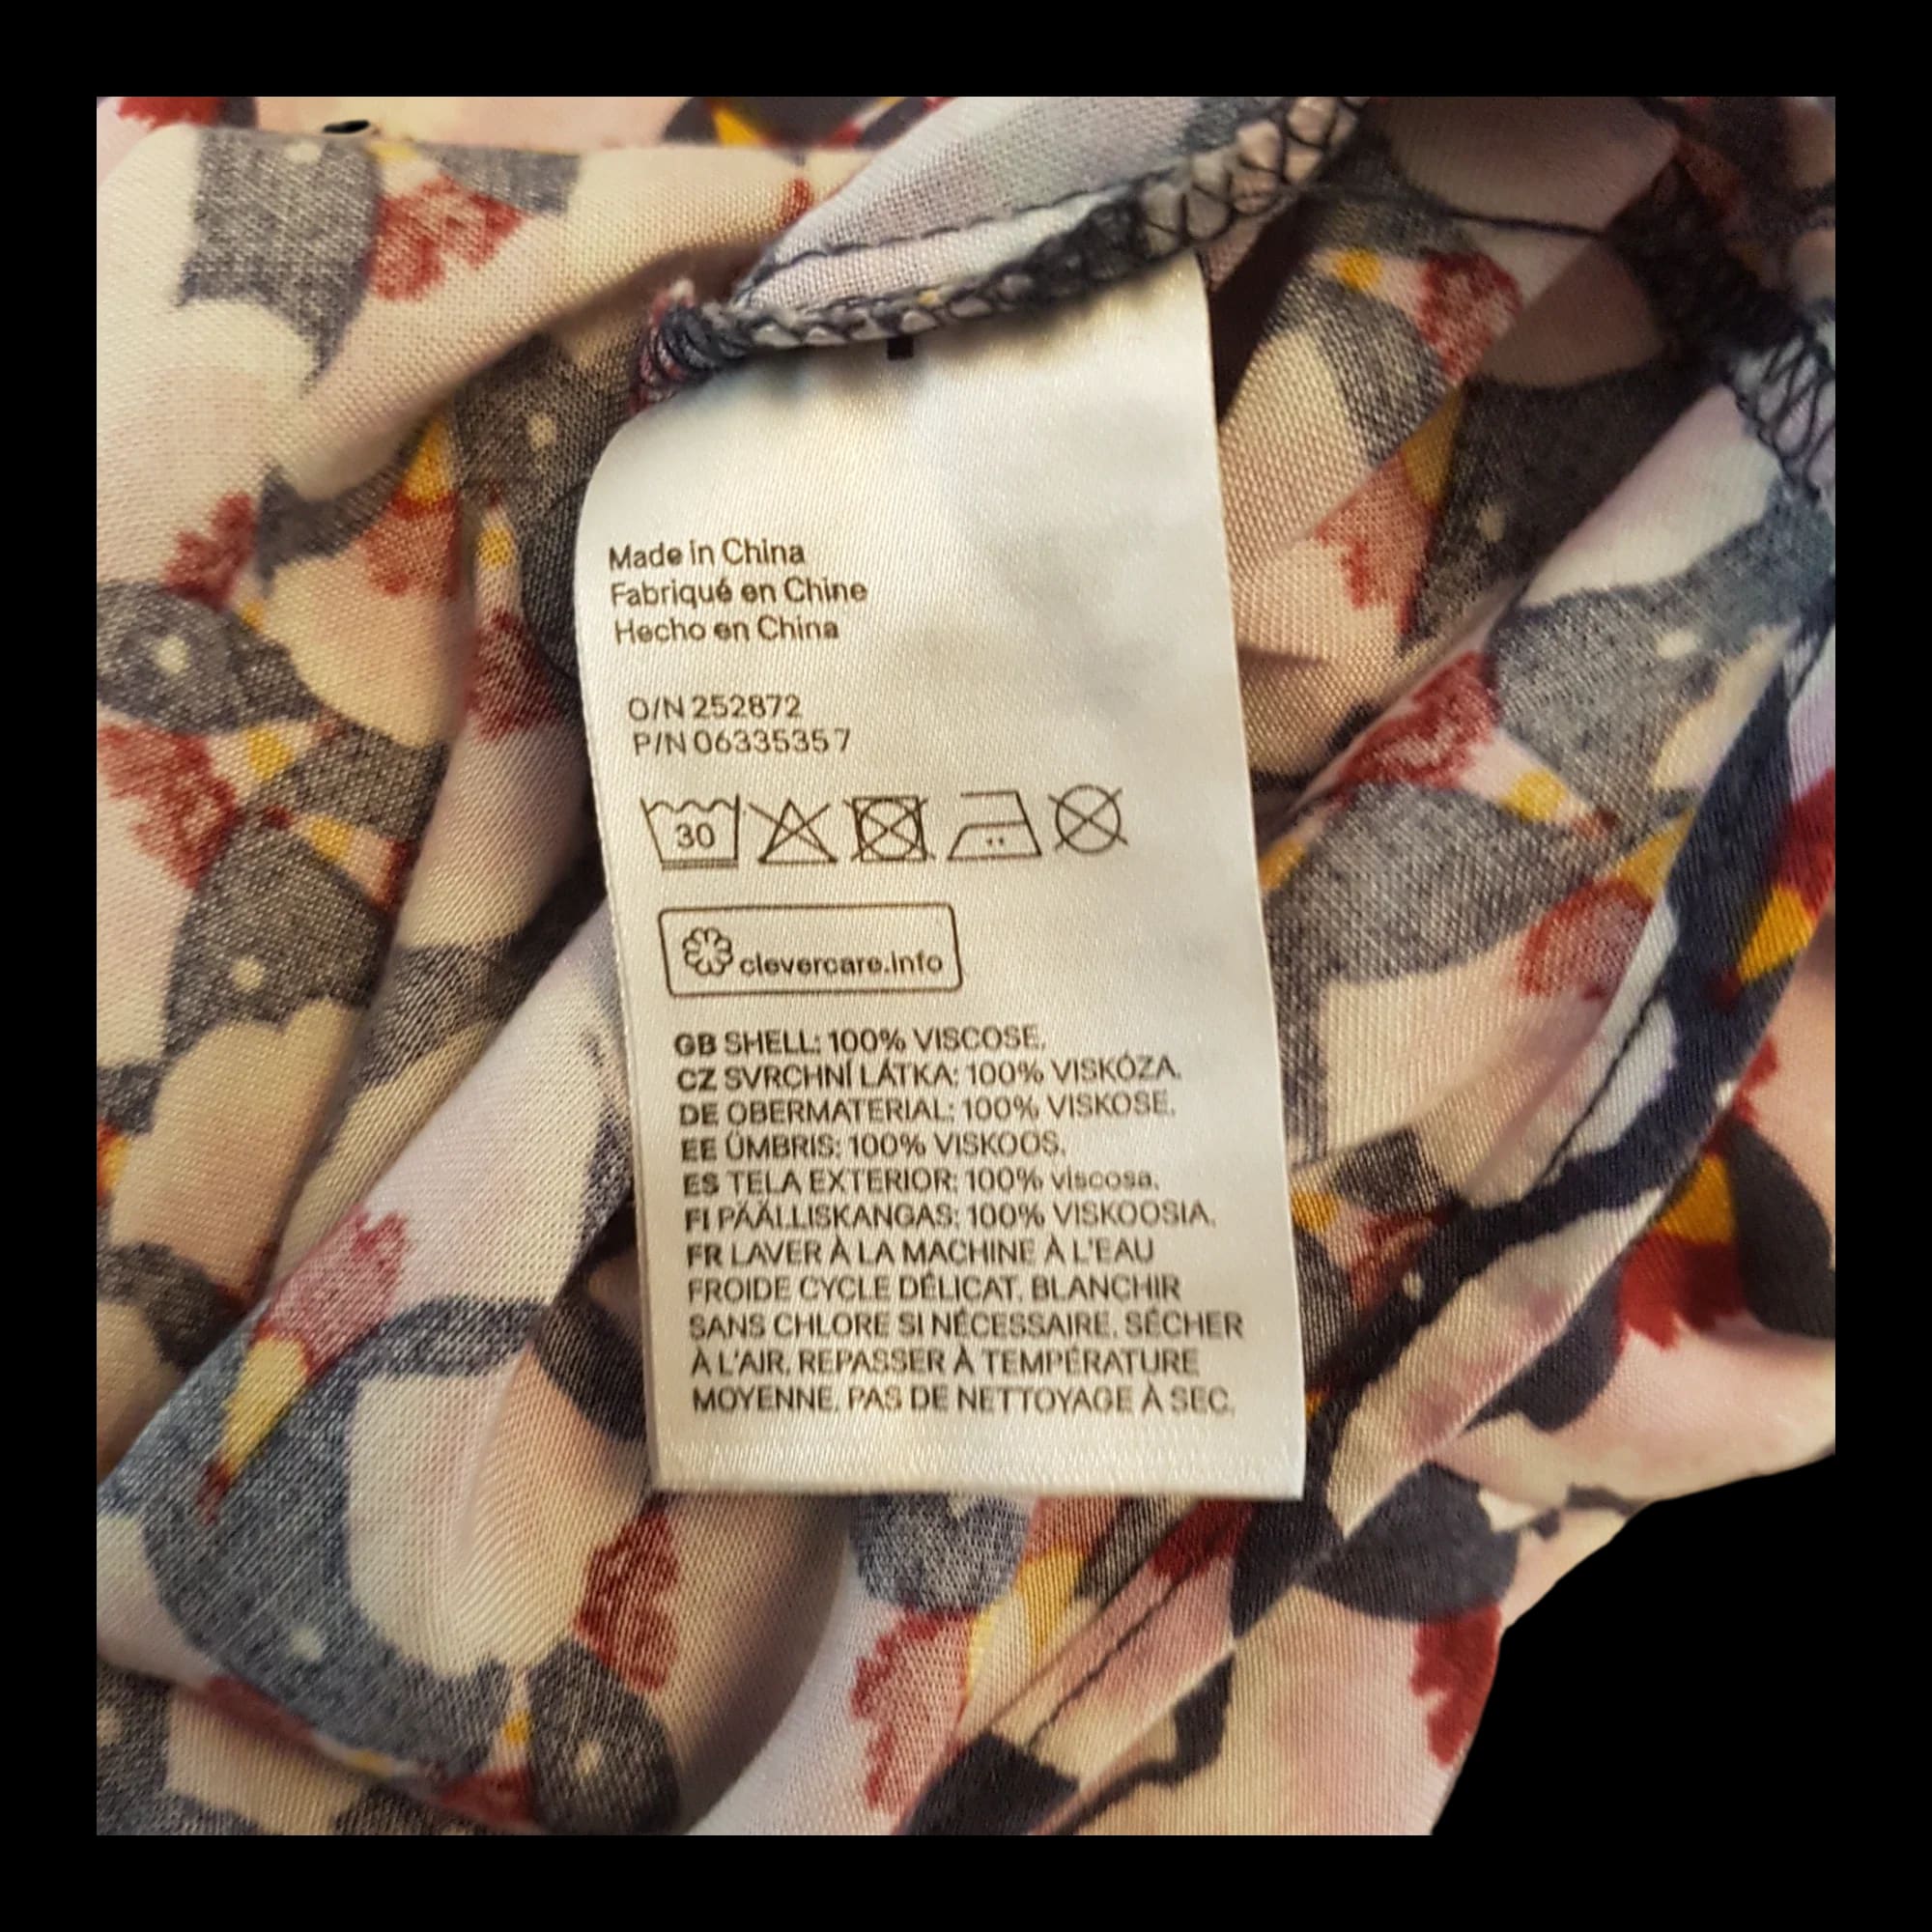 Made in China
Fabriqué en Chine
Hecho en China
O/N 252872
P/N 06335357
30
clevercare.info
GB SHELL: 100% VISCOSE.
CZ SVRCHNÍ LÁTKA: 100% VISKÓZA.
DE OBERMATERIAL: 100% VISKOSE.
EE ÜMBRIS: 100% VISKOOS.
ES TELA EXTERIOR: 100% viscosa.
FI PÄÄLLISKANGAS: 100% VISKOOSIA.
FR LAVER À LA MACHINE À L'EAU
FROIDE CYCLE DÉLICAT. BLANCHIR
SANS CHLORE SI NÉCESSAIRE. SÉCHER
À L'AIR. REPASSER À TEMPÉRATURE
MOYENNE. PAS DE NETTOYAGE À SEC.